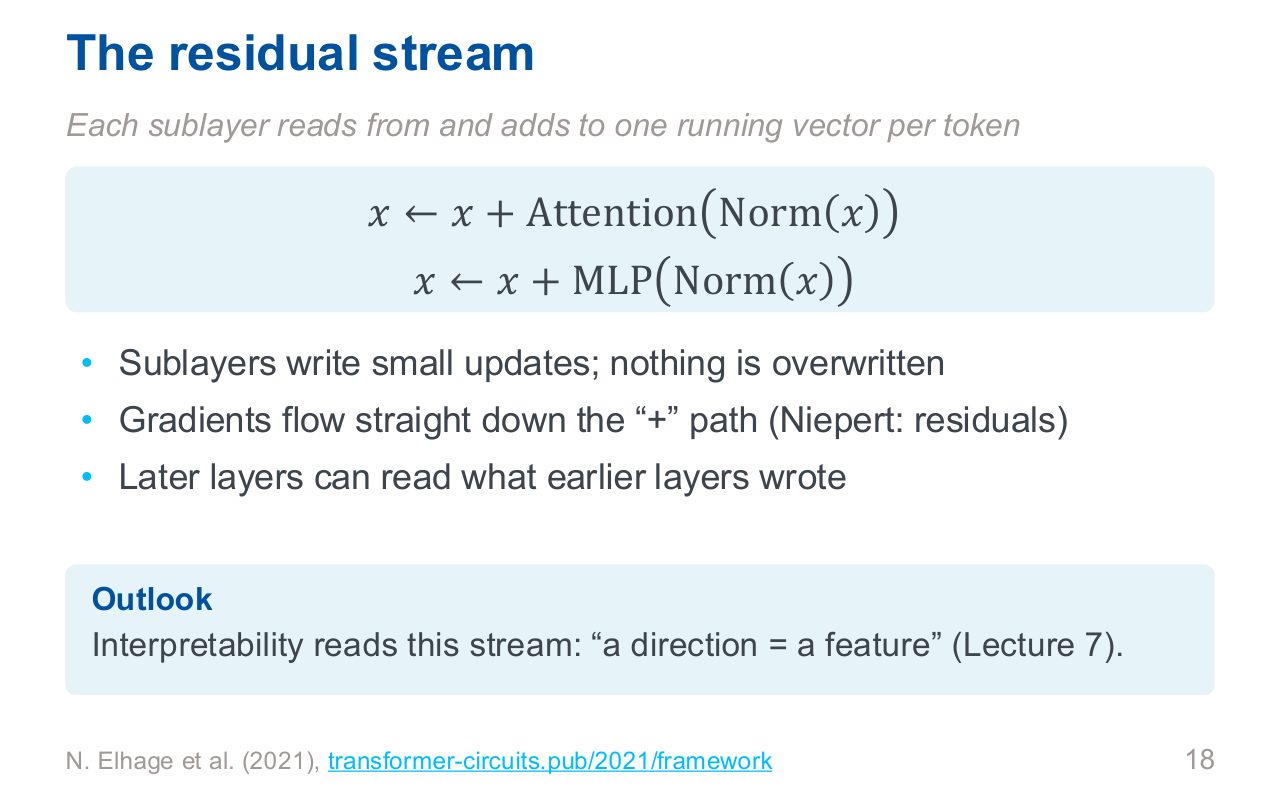 The residual stream
Each sublayer reads from and adds to one running vector per token
x ← x + Attention(Norm(x))
x ← x + MLP(Norm(x))
• Sublayers write small updates; nothing is overwritten
• Gradients flow straight down the “+” path (Niepert: residuals)
• Later layers can read what earlier layers wrote
Outlook
Interpretability reads this stream: “a direction = a feature” (Lecture 7).
N. Elhage et al. (2021), transformer-circuits.pub/2021/framework
18